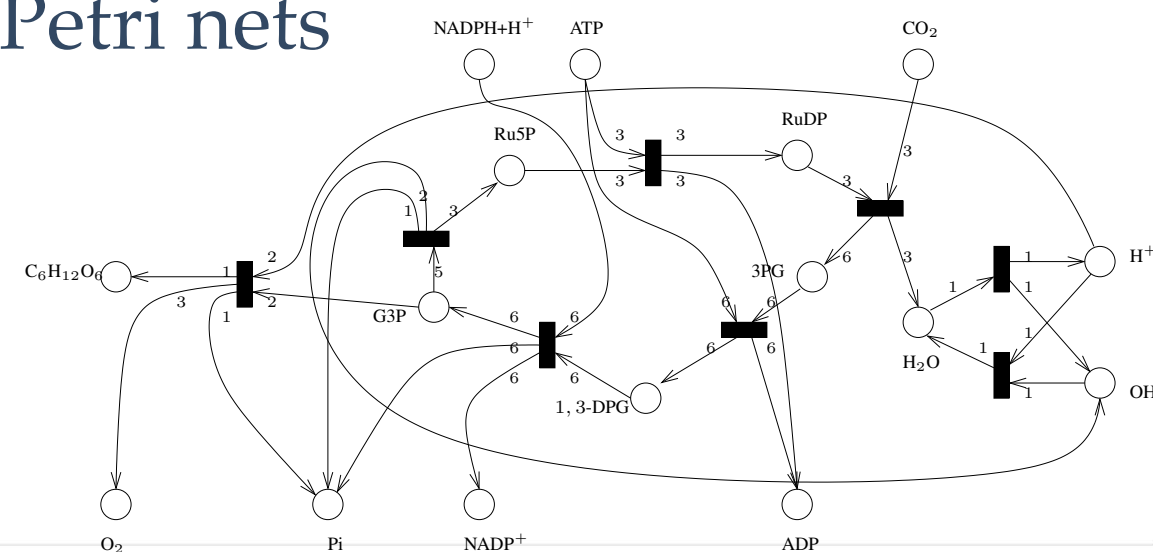 Petri nets
NADPH+H⁺ ATP CO₂
RuDP
Ru5P
3 3
3
3 3 3
2
1 3
6 3
C₆H₁₂O₆ 1 2 5 3PG 1 H⁺
3 2 1 1
1 G3P 6 6 6 6
6 6 6 1 1
H₂O
6 6 1
1, 3-DPG OH
O₂ Pi NADP⁺ ADP